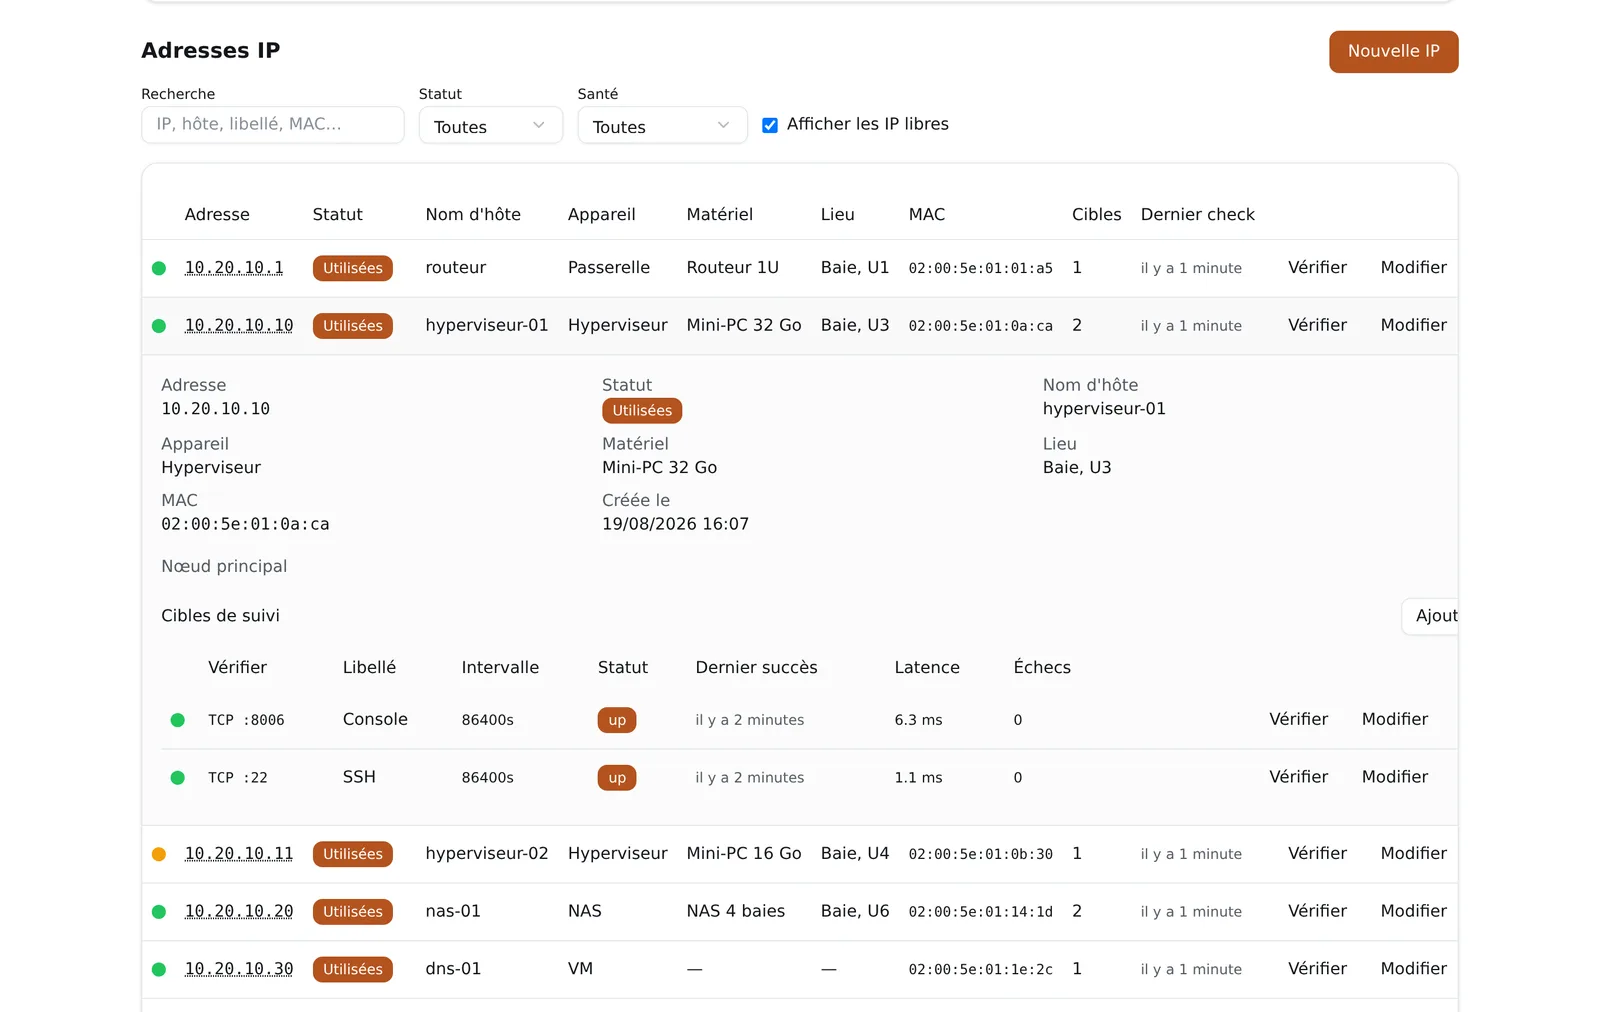 Adresses IP
Nouvelle IP
Recherche Statut Santé
IP, hôte, libellé, MAC... Toutes Toutes Afficher les IP libres
Adresse Statut Nom d'hôte Appareil Matériel Lieu MAC Cibles Dernier check
10.20.10.1 Utilisées routeur Passerelle Routeur 1U Baie, U1 02:00:5e:01:01:a5 1 il y a 1 minute Vérifier Modifier
10.20.10.10 Utilisées hyperviseur-01 Hyperviseur Mini-PC 32 Go Baie, U3 02:00:5e:01:0a:ca 2 il y a 1 minute Vérifier Modifier
Adresse Statut Nom d'hôte
10.20.10.10 Utilisées hyperviseur-01
Appareil Matériel Lieu
Hyperviseur Mini-PC 32 Go Baie, U3
MAC Créée le
02:00:5e:01:0a:ca 19/08/2026 16:07
Nœud principal
Cibles de suivi Ajout
Vérifier Libellé Intervalle Statut Dernier succès Latence Échecs
TCP :8006 Console 86400s up il y a 2 minutes 6.3 ms 0 Vérifier Modifier
TCP :22 SSH 86400s up il y a 2 minutes 1.1 ms 0 Vérifier Modifier
10.20.10.11 Utilisées hyperviseur-02 Hyperviseur Mini-PC 16 Go Baie, U4 02:00:5e:01:0b:30 1 il y a 1 minute Vérifier Modifier
10.20.10.20 Utilisées nas-01 NAS NAS 4 baies Baie, U6 02:00:5e:01:14:1d 2 il y a 1 minute Vérifier Modifier
10.20.10.30 Utilisées dns-01 VM — — 02:00:5e:01:1e:2c 1 il y a 1 minute Vérifier Modifier